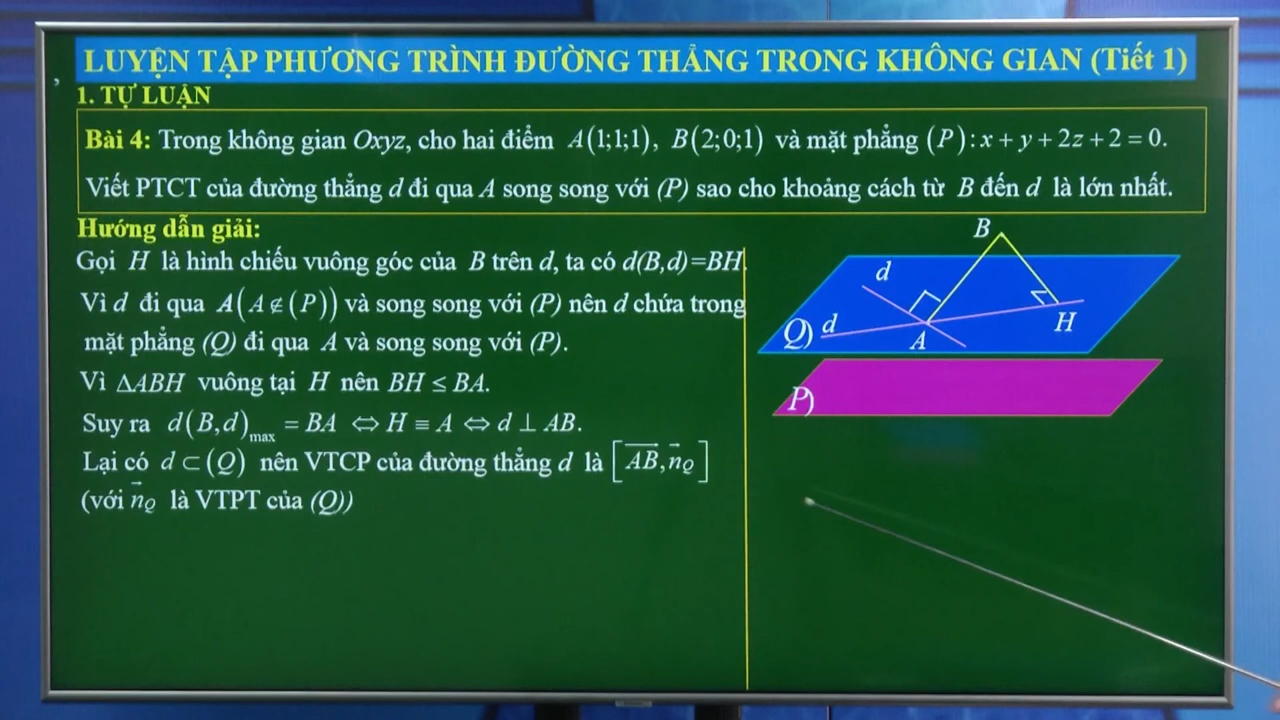 LUYỆN TẬP PHƯƠNG TRÌNH ĐƯỜNG THẲNG TRONG KHÔNG GIAN (Tiết 1)
1. TỰ LUẬN
Bài 4: Trong không gian Oxyz, cho hai điểm A(1;1;1), B(2;0;1) và mặt phẳng (P): x + y + 2z + 2 = 0.
Viết PTCT của đường thẳng d đi qua A song song với (P) sao cho khoảng cách từ B đến d là lớn nhất.
Hướng dẫn giải:
Gọi H là hình chiếu vuông góc của B trên d, ta có d(B,d)=BH.
Vì d đi qua A(A ∉ (P)) và song song với (P) nên d chứa trong
mặt phẳng (Q) đi qua A và song song với (P).
Vì ΔABH vuông tại H nên BH ≤ BA.
Suy ra d(B,d)max = BA ⇔ H ≡ A ⇔ d ⊥ AB.
Lại có d ⊂ (Q) nên VTCP của đường thẳng d là [AB⃗, n⃗Q]
(với n⃗Q là VTPT của (Q))
B
d
Q) d
A
H
P)